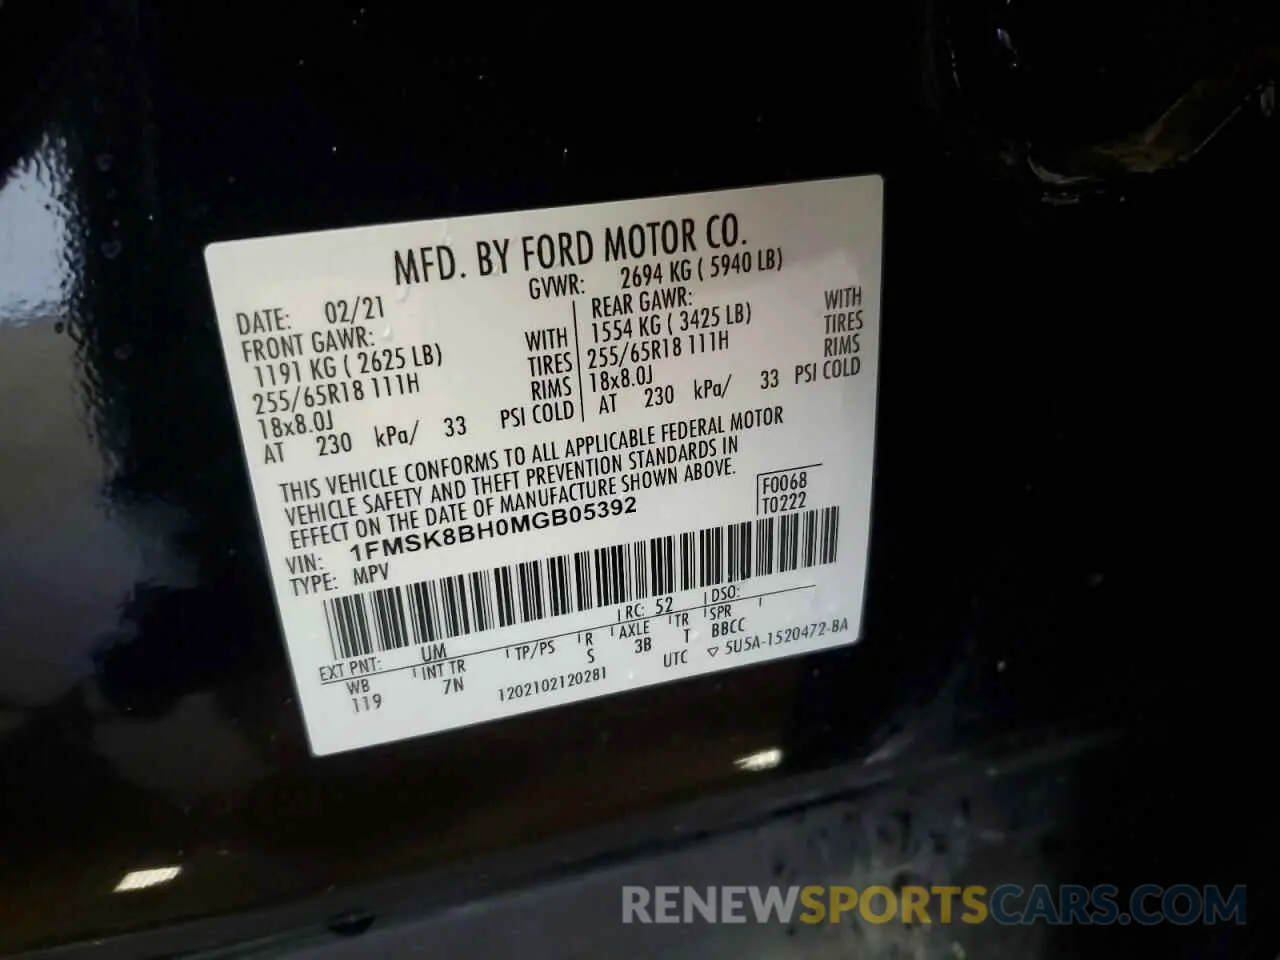 MFD. BY FORD MOTOR CO.
DATE: 02/21 GVWR: 2694 KG ( 5940 LB)
FRONT GAWR: REAR GAWR:
1191 KG ( 2625 LB) WITH 1554 KG ( 3425 LB) WITH
255/65R18 111H TIRES 255/65R18 111H TIRES
18x8.0J RIMS 18x8.0J RIMS
AT 230 kPa/ 33 PSI COLD AT 230 kPa/ 33 PSI COLD
THIS VEHICLE CONFORMS TO ALL APPLICABLE FEDERAL MOTOR
VEHICLE SAFETY AND THEFT PREVENTION STANDARDS IN
EFFECT ON THE DATE OF MANUFACTURE SHOWN ABOVE.
VIN: 1FMSK8BH0MGB05392 F0068
TYPE: MPV T0222
EXT PNT: UM RC: 52 DSO:
WB INT TR TP/PS R AXLE TR SPR
119 7N S 3B T BBCC
1202102120281 UTC ▽ 5U5A-1520472-BA
RENEWSPORTSCARS.COM